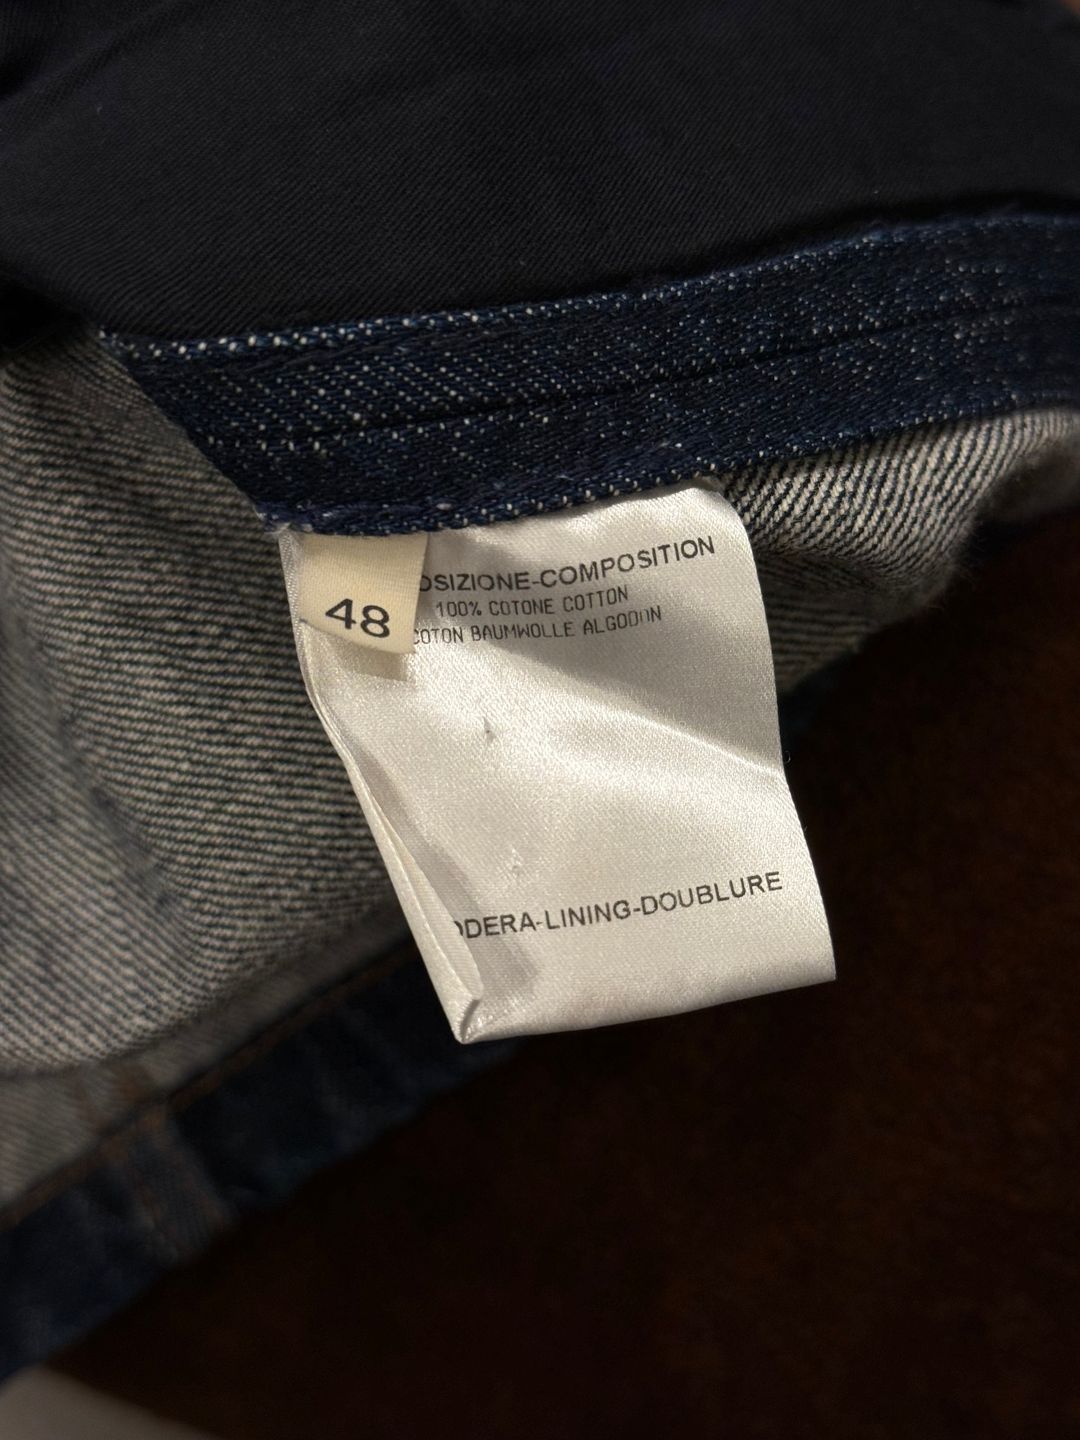 48
OSIZIONE-COMPOSITION
100% COTONE COTTON
COTON BAUMWOLLE ALGODON
ODERA-LINING-DOUBLURE